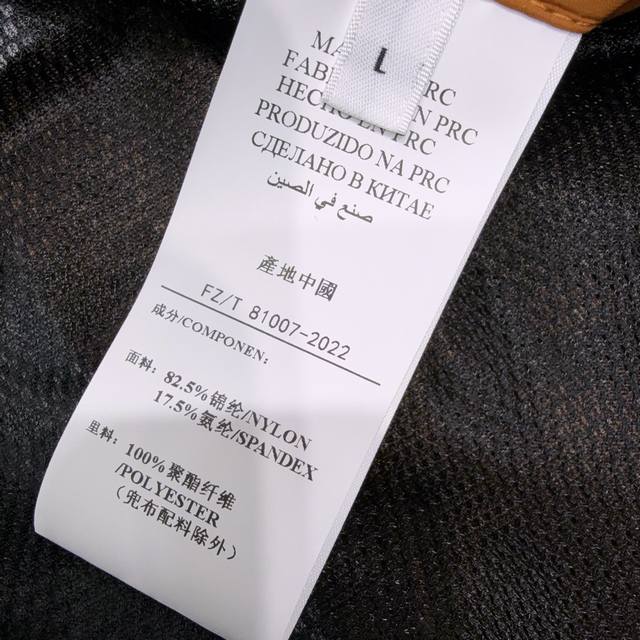 L
MA
FAB RC
HECHO EN PRC
PRODUZIDO NA PRC
СДЕЛАНО В КИТАЕ
صنع في الصين
產地中國
FZ/T 81007-2022
成分/COMPONEN:
面料: 82.5%锦纶/NYLON
17.5%氨纶/SPANDEX
里料: 100%聚酯纤维
/POLYESTER
(兜布配料除外)